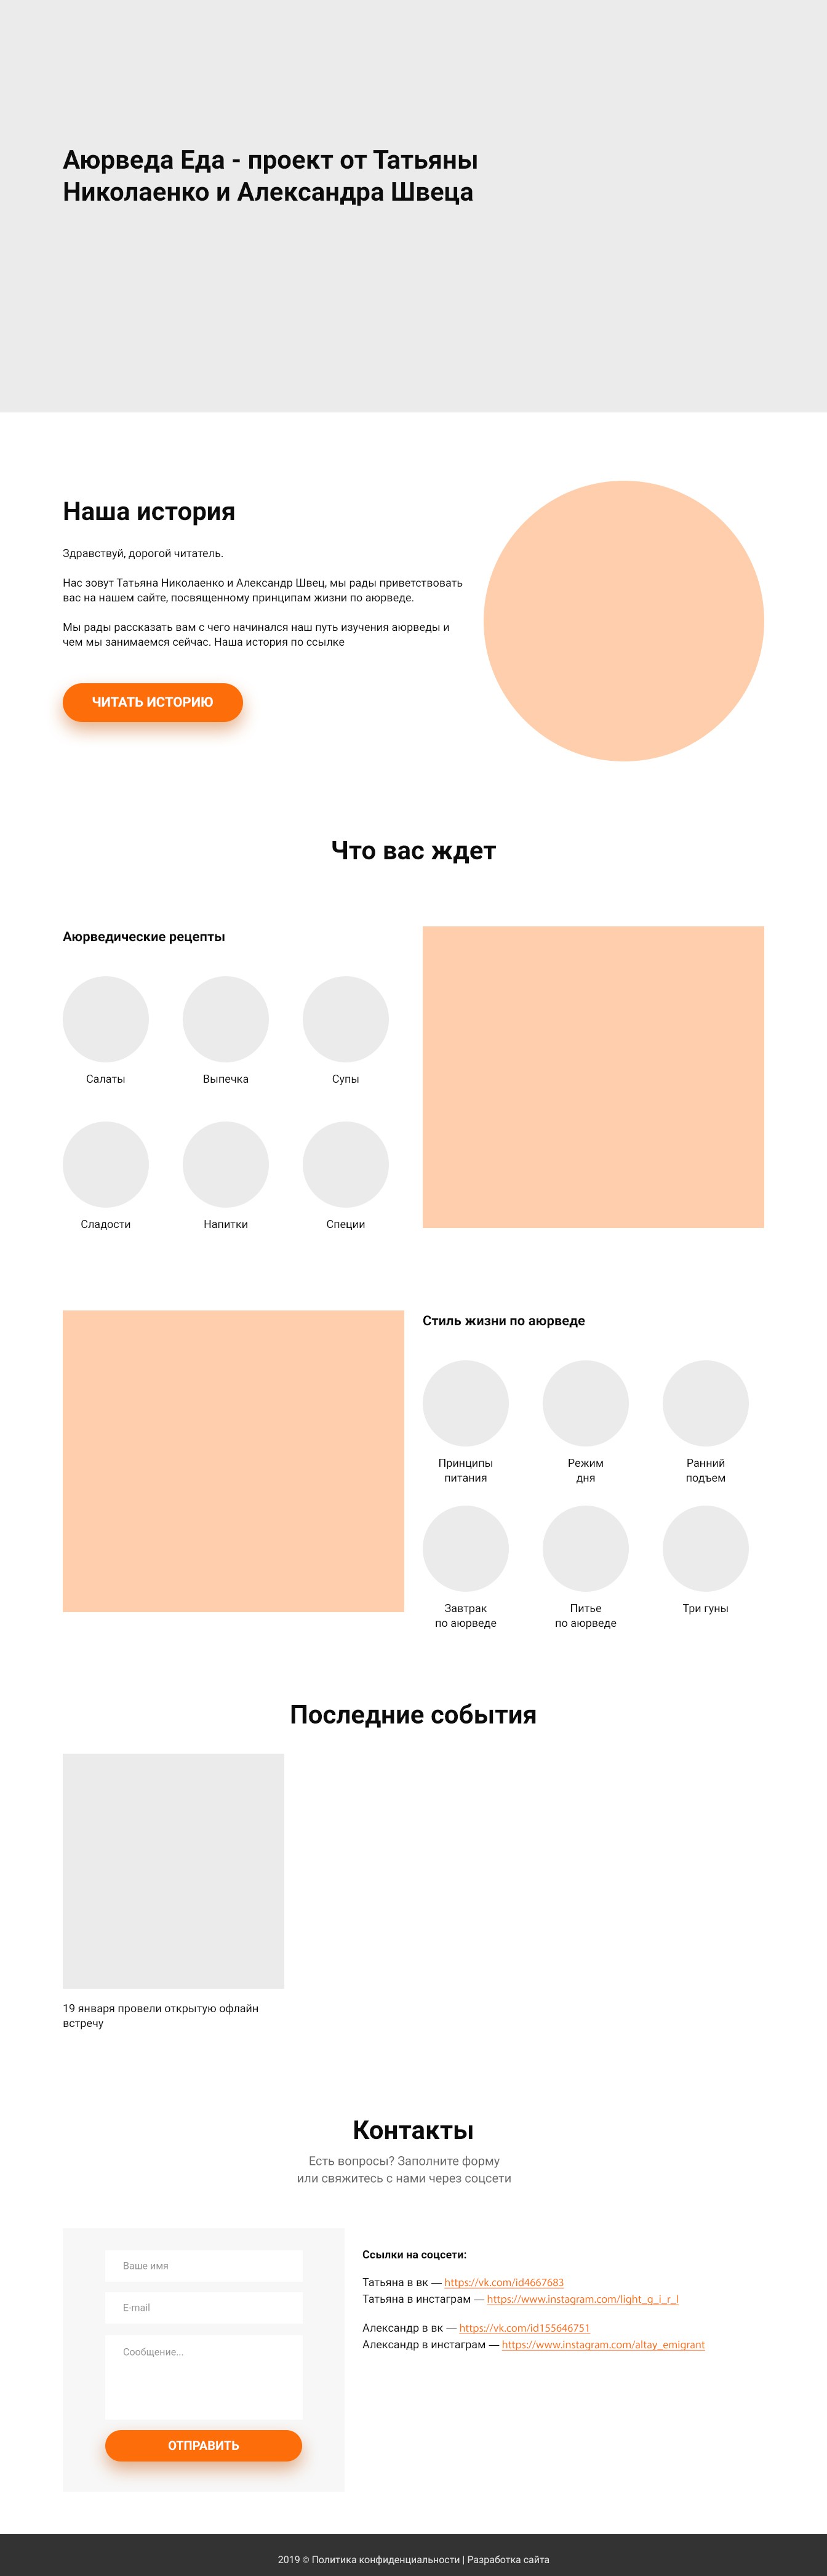 Аюрведа Еда - проект от Татьяны
Николаенко и Александра Швеца
Наша история
Здравствуй, дорогой читатель.
Нас зовут Татьяна Николаенко и Александр Швец, мы рады приветствовать
вас на нашем сайте, посвященному принципам жизни по аюрведе.
Мы рады рассказать вам с чего начинался наш путь изучения аюрведы и
чем мы занимаемся сейчас. Наша история по ссылке
ЧИТАТЬ ИСТОРИЮ
Что вас ждет
Аюрведические рецепты
Салаты
Выпечка
Супы
Сладости
Напитки
Специи
Стиль жизни по аюрведе
Принципы
питания
Режим
дня
Ранний
подъем
Завтрак
по аюрведе
Питье
по аюрведе
Три гуны
Последние события
19 января провели открытую офлайн
встречу
Контакты
Есть вопросы? Заполните форму
или свяжитесь с нами через соцсети
Ваше имя
E-mail
Сообщение...
ОТПРАВИТЬ
Ссылки на соцсети:
Татьяна в вк — https://vk.com/id4667683
Татьяна в инстаграм — https://www.instagram.com/light_g_i_r_l
Александр в вк — https://vk.com/id155646751
Александр в инстаграм — https://www.instagram.com/altay_emigrant
2019 © Политика конфиденциальности | Разработка сайта